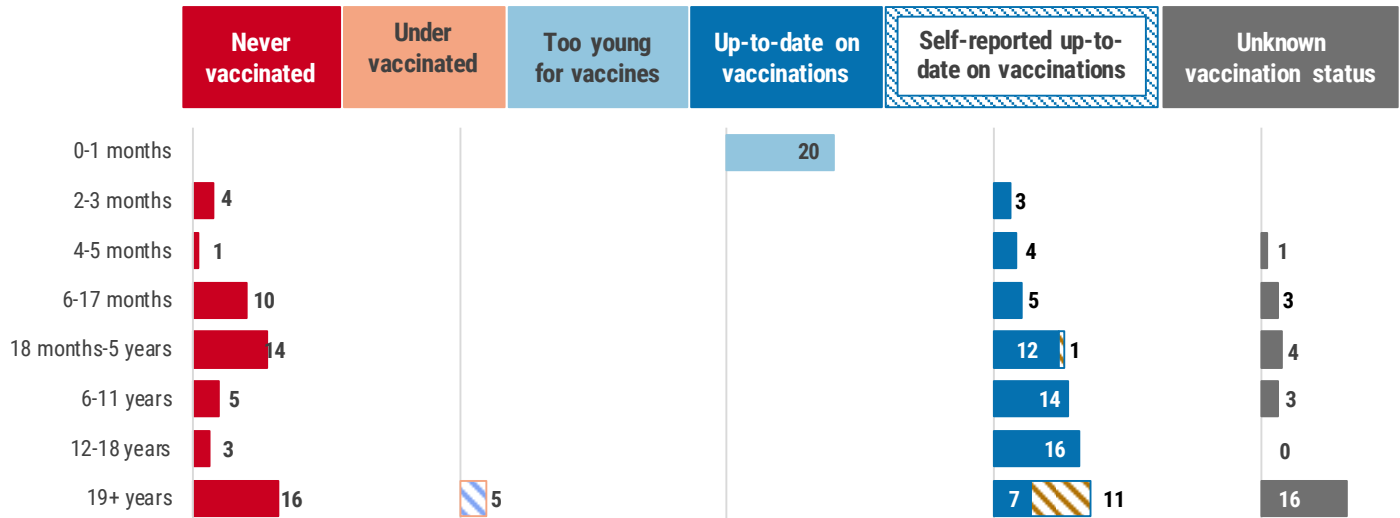 Never
vaccinated
Under
vaccinated
Too young
for vaccines
Up-to-date on
vaccinations
Self-reported up-to-
date on vaccinations
Unknown
vaccination status
0-1 months
20
2-3 months
4
3
4-5 months
1
4
1
6-17 months
10
5
3
18 months-5 years
14
12
1
4
6-11 years
5
14
3
12-18 years
3
16
0
19+ years
16
5
7
11
16